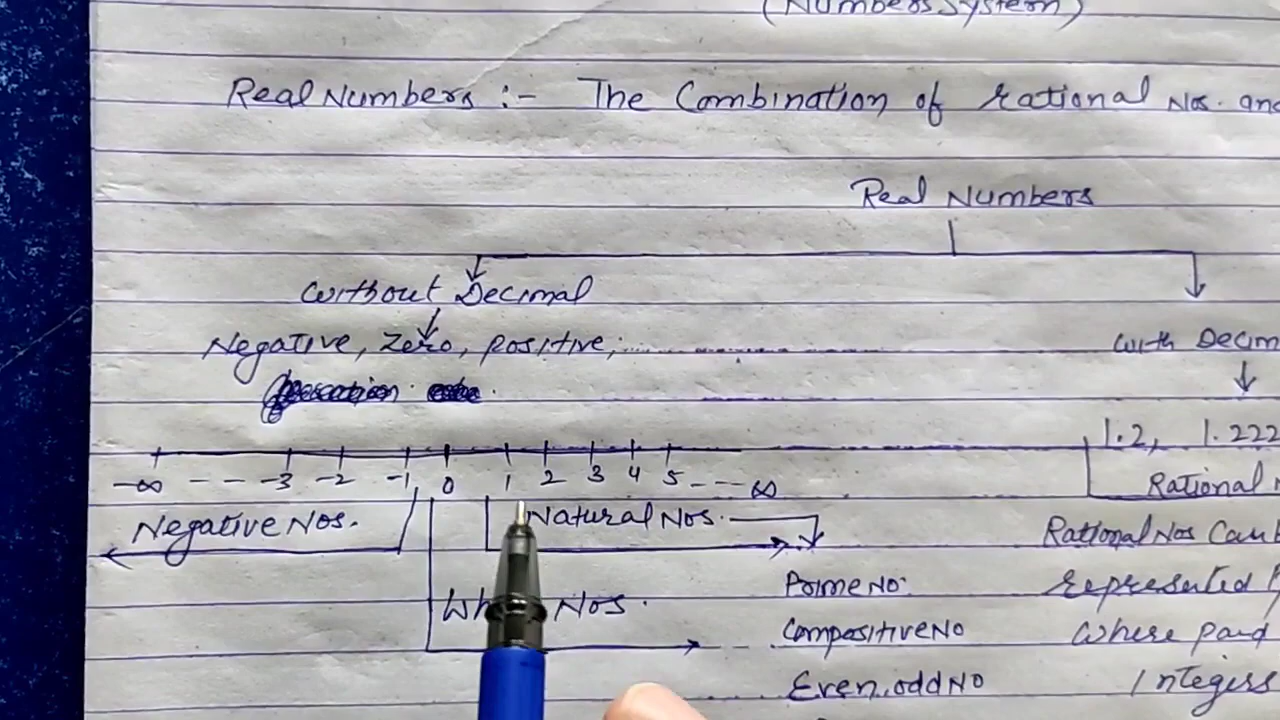 (Numbers System)
Real Numbers :- The Combination of rational Nos. and
Real Numbers
Without Decimal
Negative, Zero, positive,
with Decim
1.2, 1.222
-∞ - - - -3 -2 -1 0 1 2 3 4 5 - - - ∞
Rational
Negative Nos.
Natural Nos.
Rational Nos Can b
Prime No.
represented
Nos.
Compositive No
where p and
Even, odd No
Integers